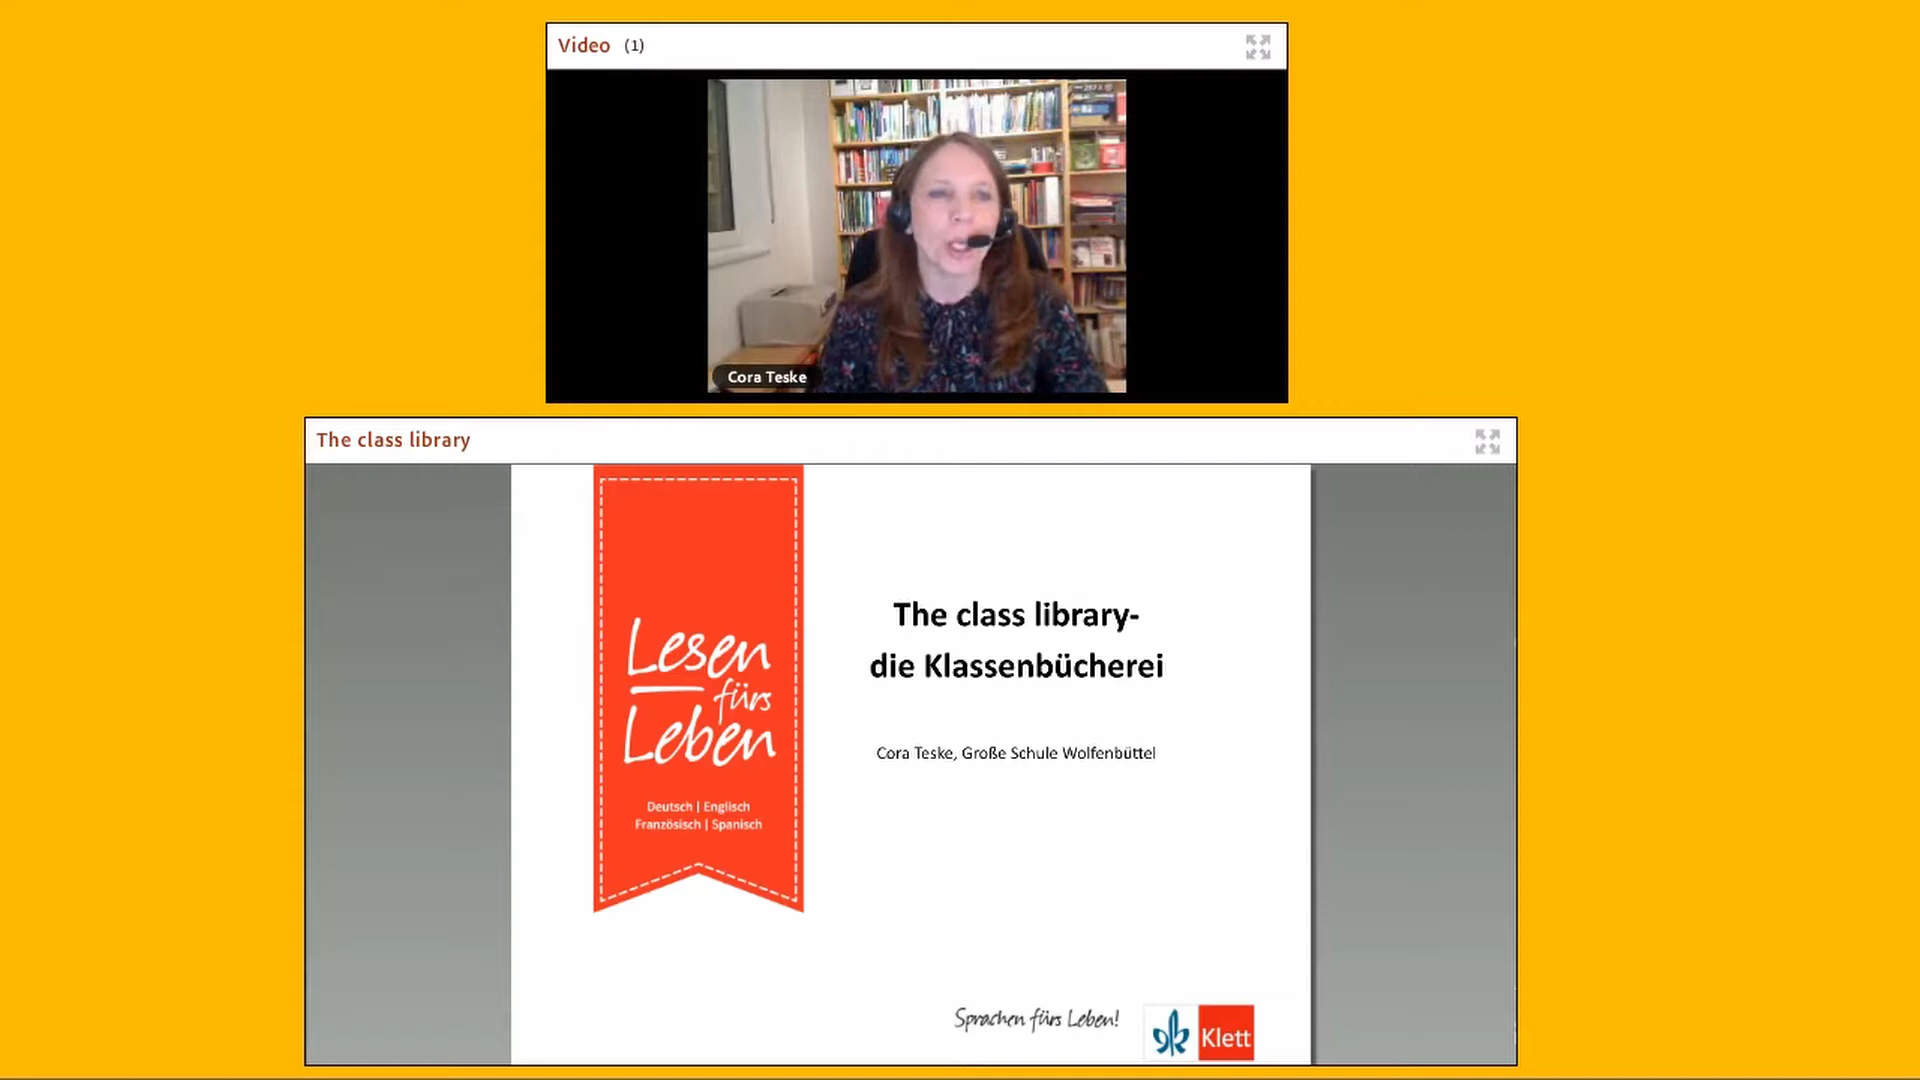 Video (1)
Cora Teske
The class library
Lesen
fürs
Leben
Deutsch | Englisch
Französisch | Spanisch
The class library-
die Klassenbücherei
Cora Teske, Große Schule Wolfenbüttel
Sprachen fürs Leben!
Klett